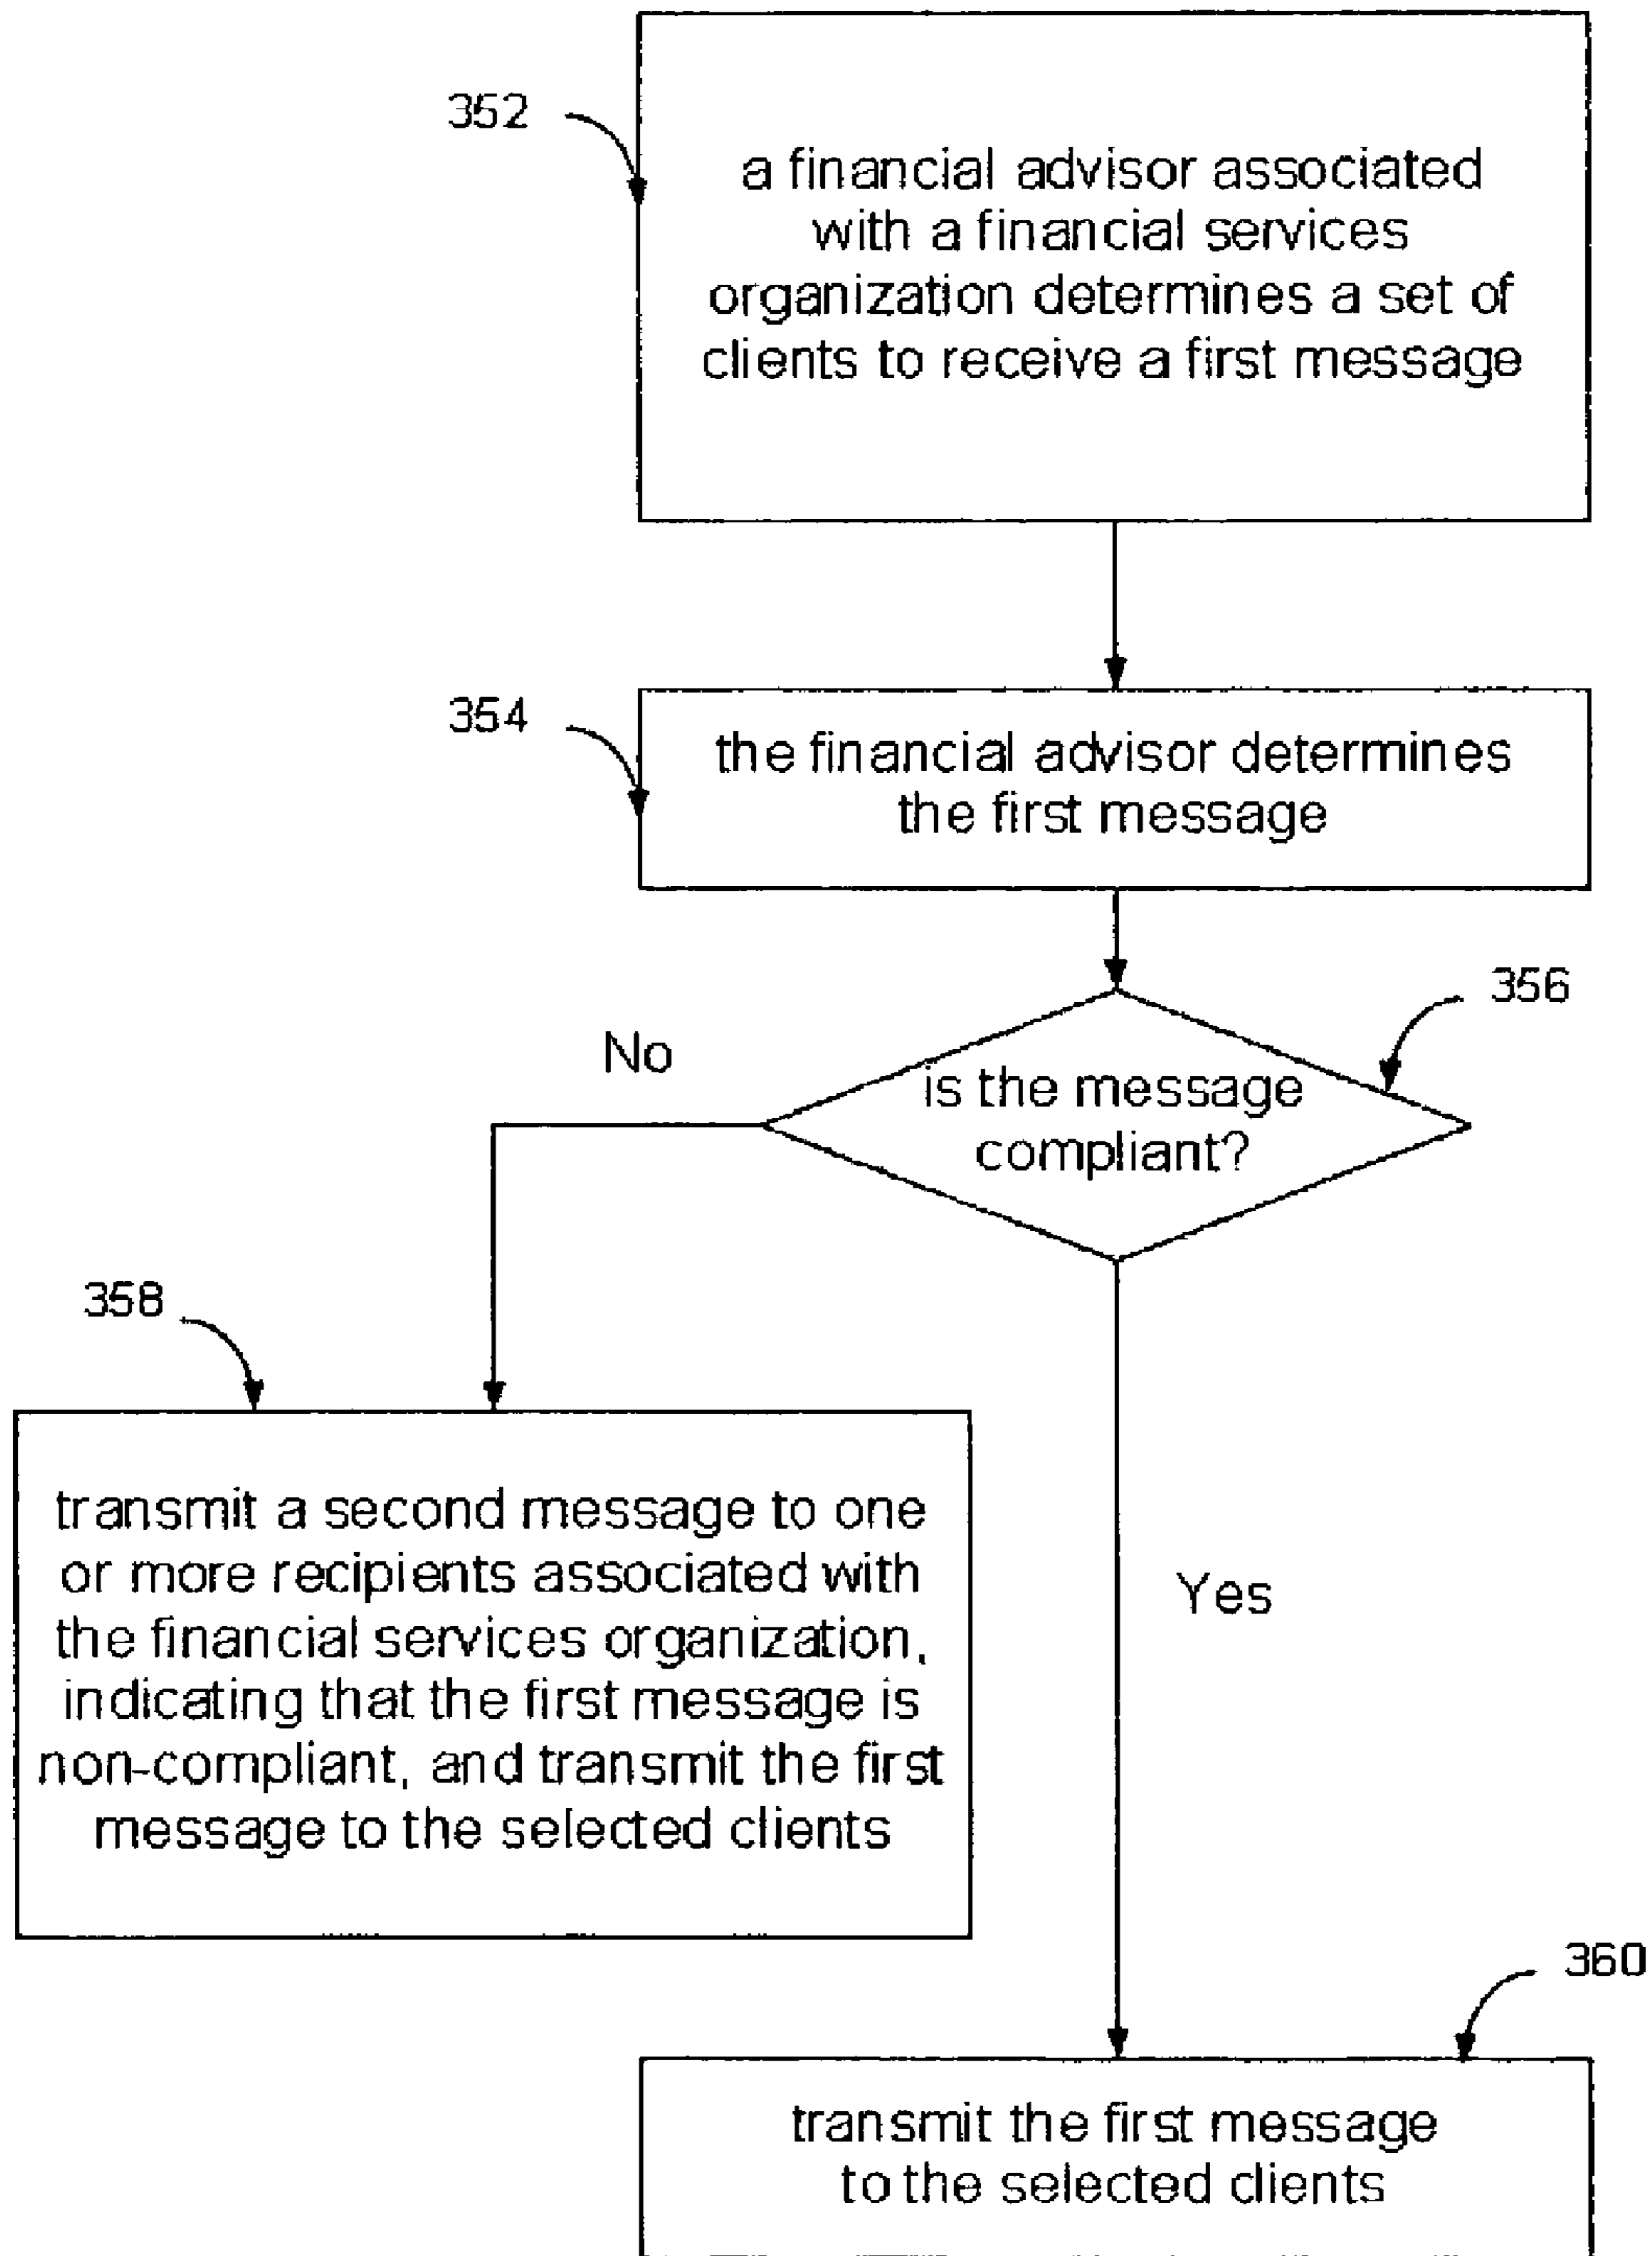 352
a financial advisor associated
with a financial services
organization determines a set of
clients to receive a first message
354
the financial advisor determines
the first message
356
No
is the message
compliant?
358
transmit a second message to one
or more recipients associated with
the financial services organization,
indicating that the first message is
non-compliant, and transmit the first
message to the selected clients
Yes
360
transmit the first message
to the selected clients